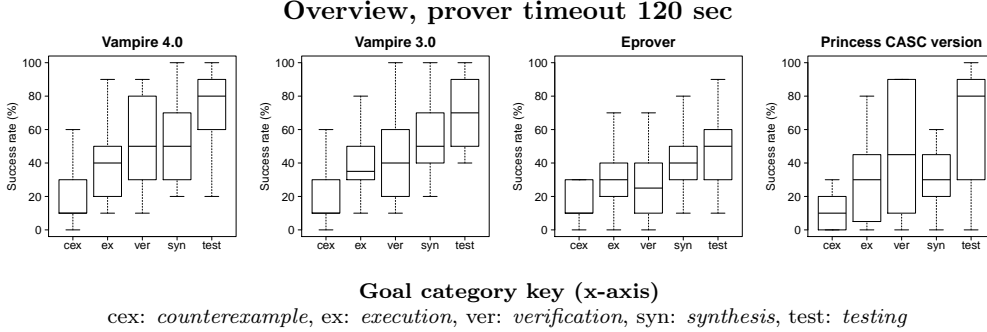 Overview, prover timeout 120 sec
Vampire 4.0
Vampire 3.0
Eprover
Princess CASC version
Success rate (%)
100
80
60
40
20
0
cex ex ver syn test
Success rate (%)
100
80
60
40
20
0
cex ex ver syn test
Success rate (%)
100
80
60
40
20
0
cex ex ver syn test
Success rate (%)
100
80
60
40
20
0
cex ex ver syn test
Goal category key (x-axis)
cex: counterexample, ex: execution, ver: verification, syn: synthesis, test: testing